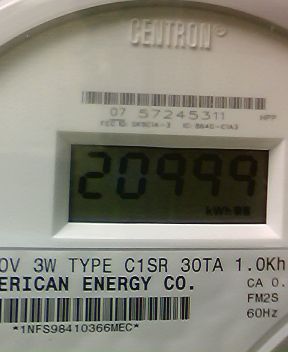 CENTRON®
07 57245311 HPP
20999
kWh
0V 3W TYPE C1SR 30TA 1.0Kh
ERICAN ENERGY CO. CA 0.
FM2S
60Hz
*1NFS98410366MEC*